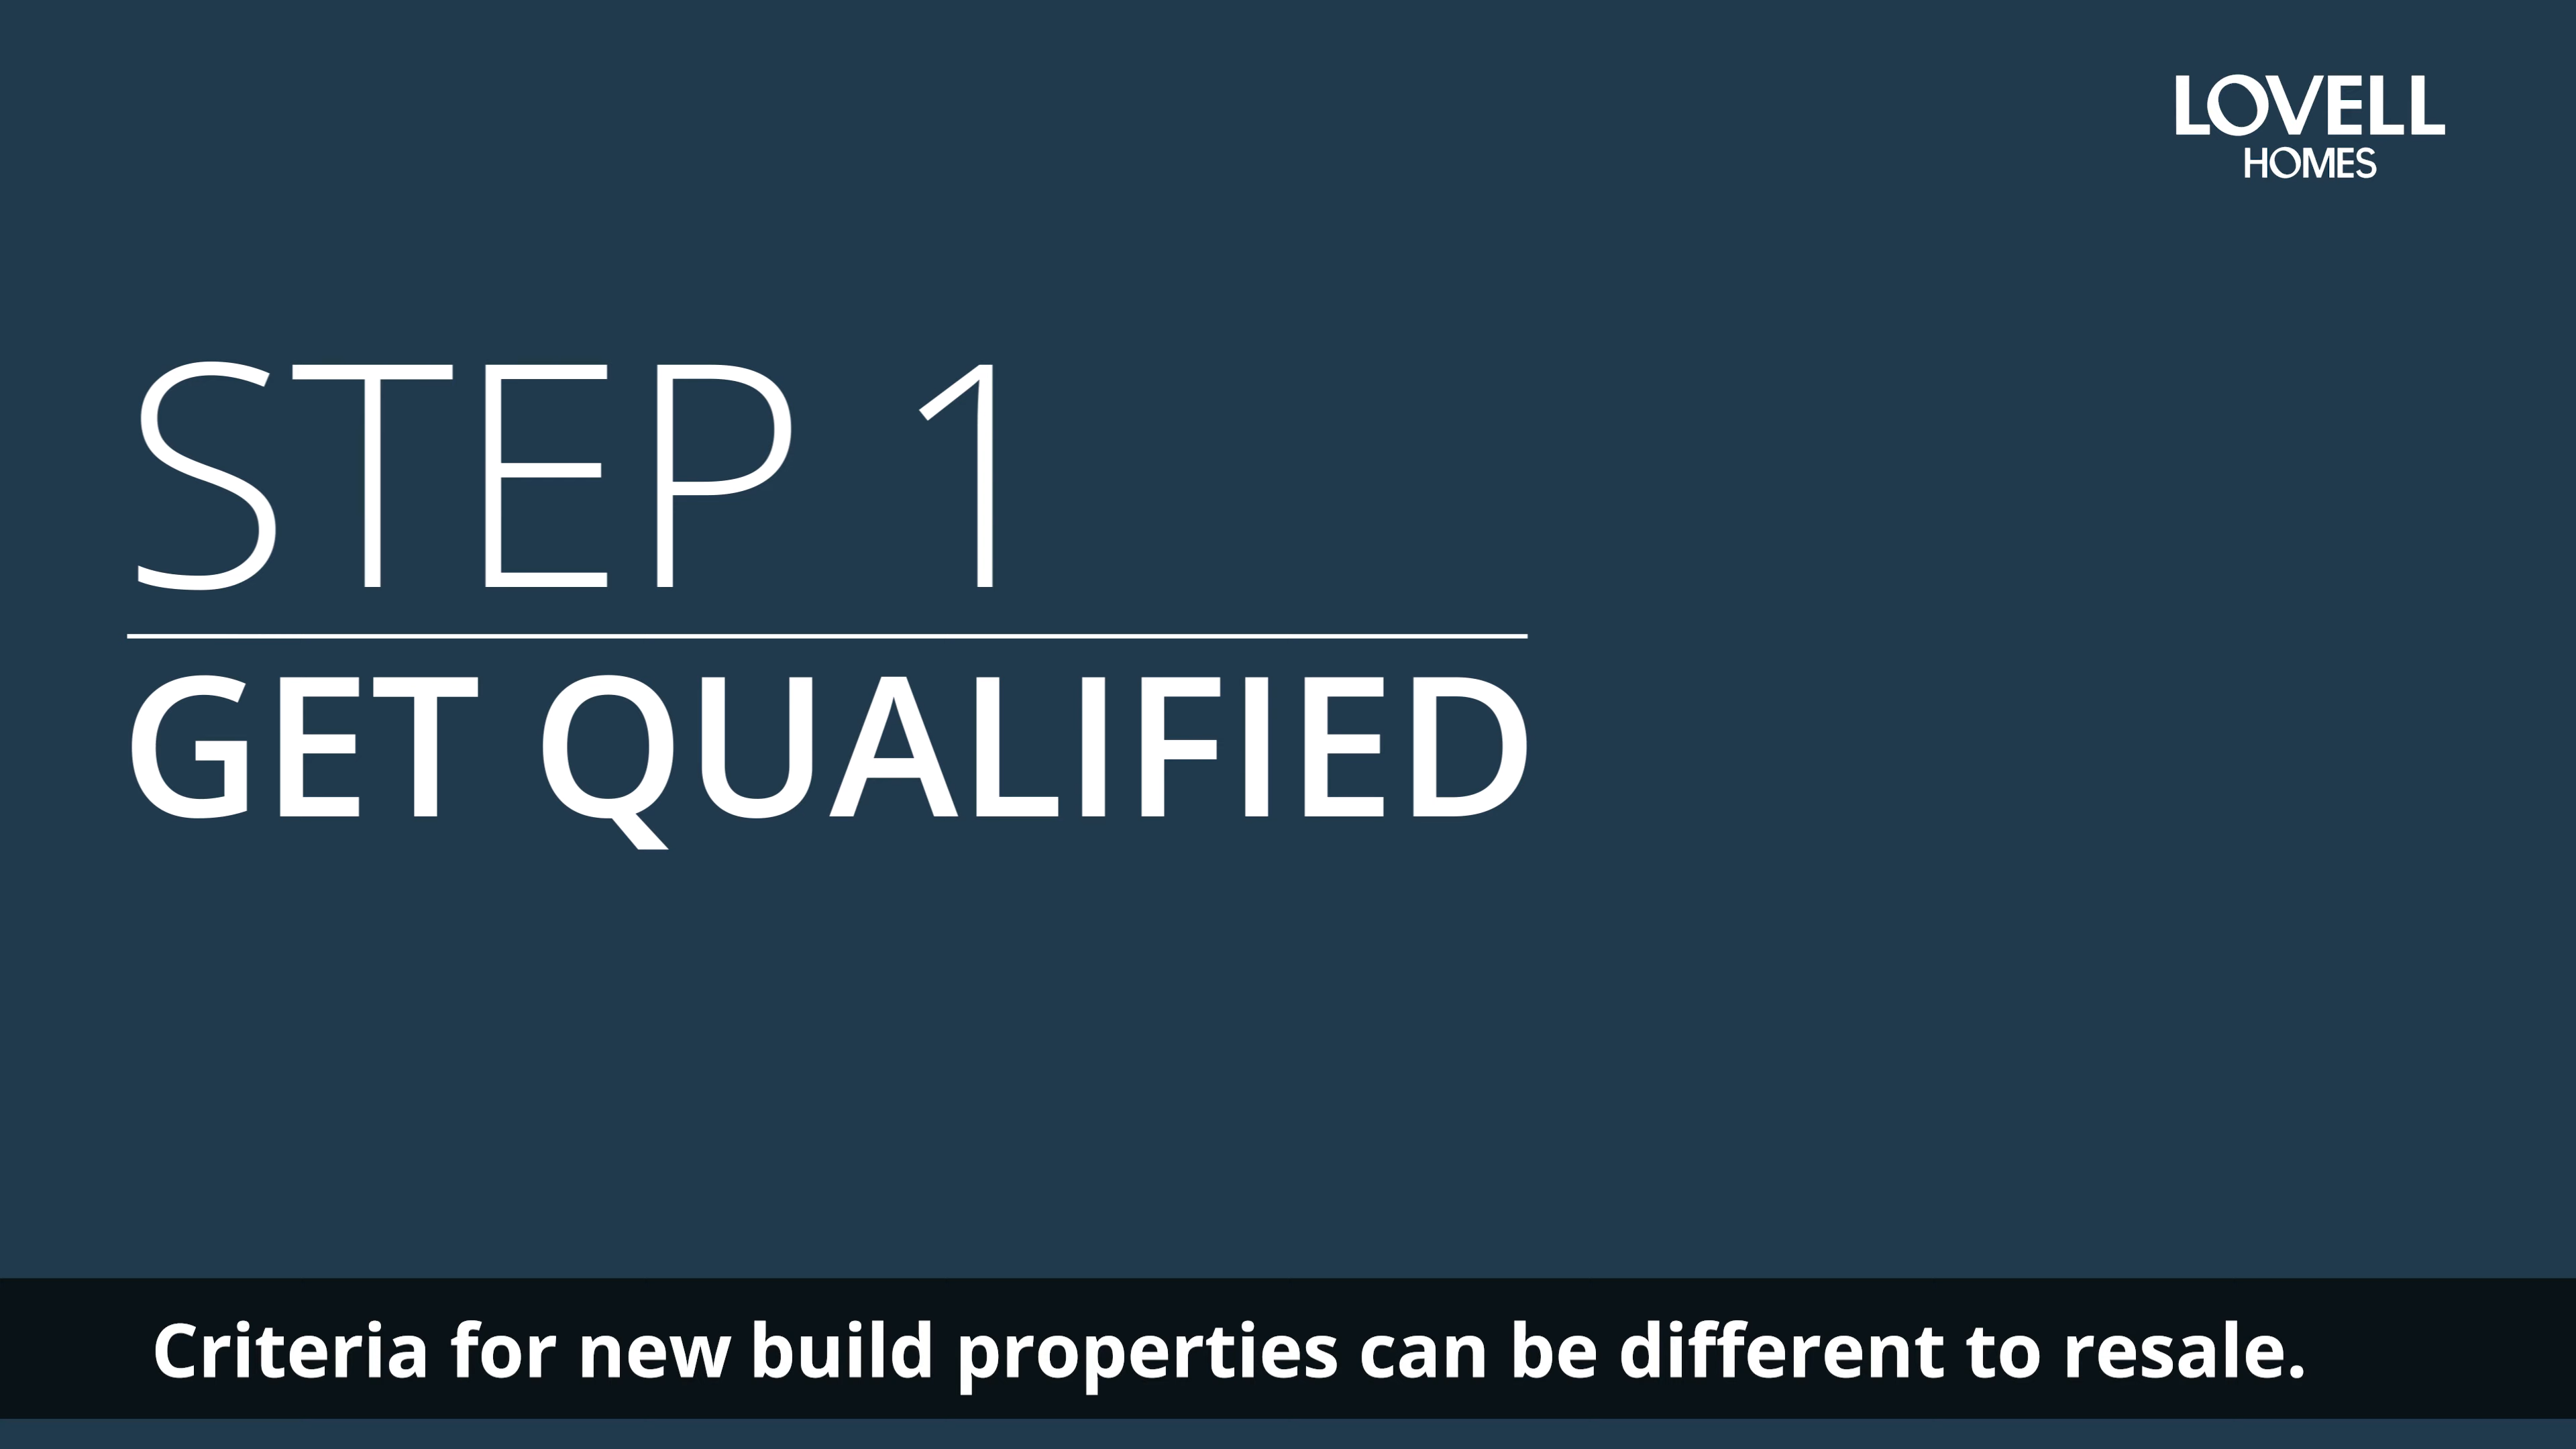 LOVELL
HOMES
STEP 1
GET QUALIFIED
Criteria for new build properties can be different to resale.